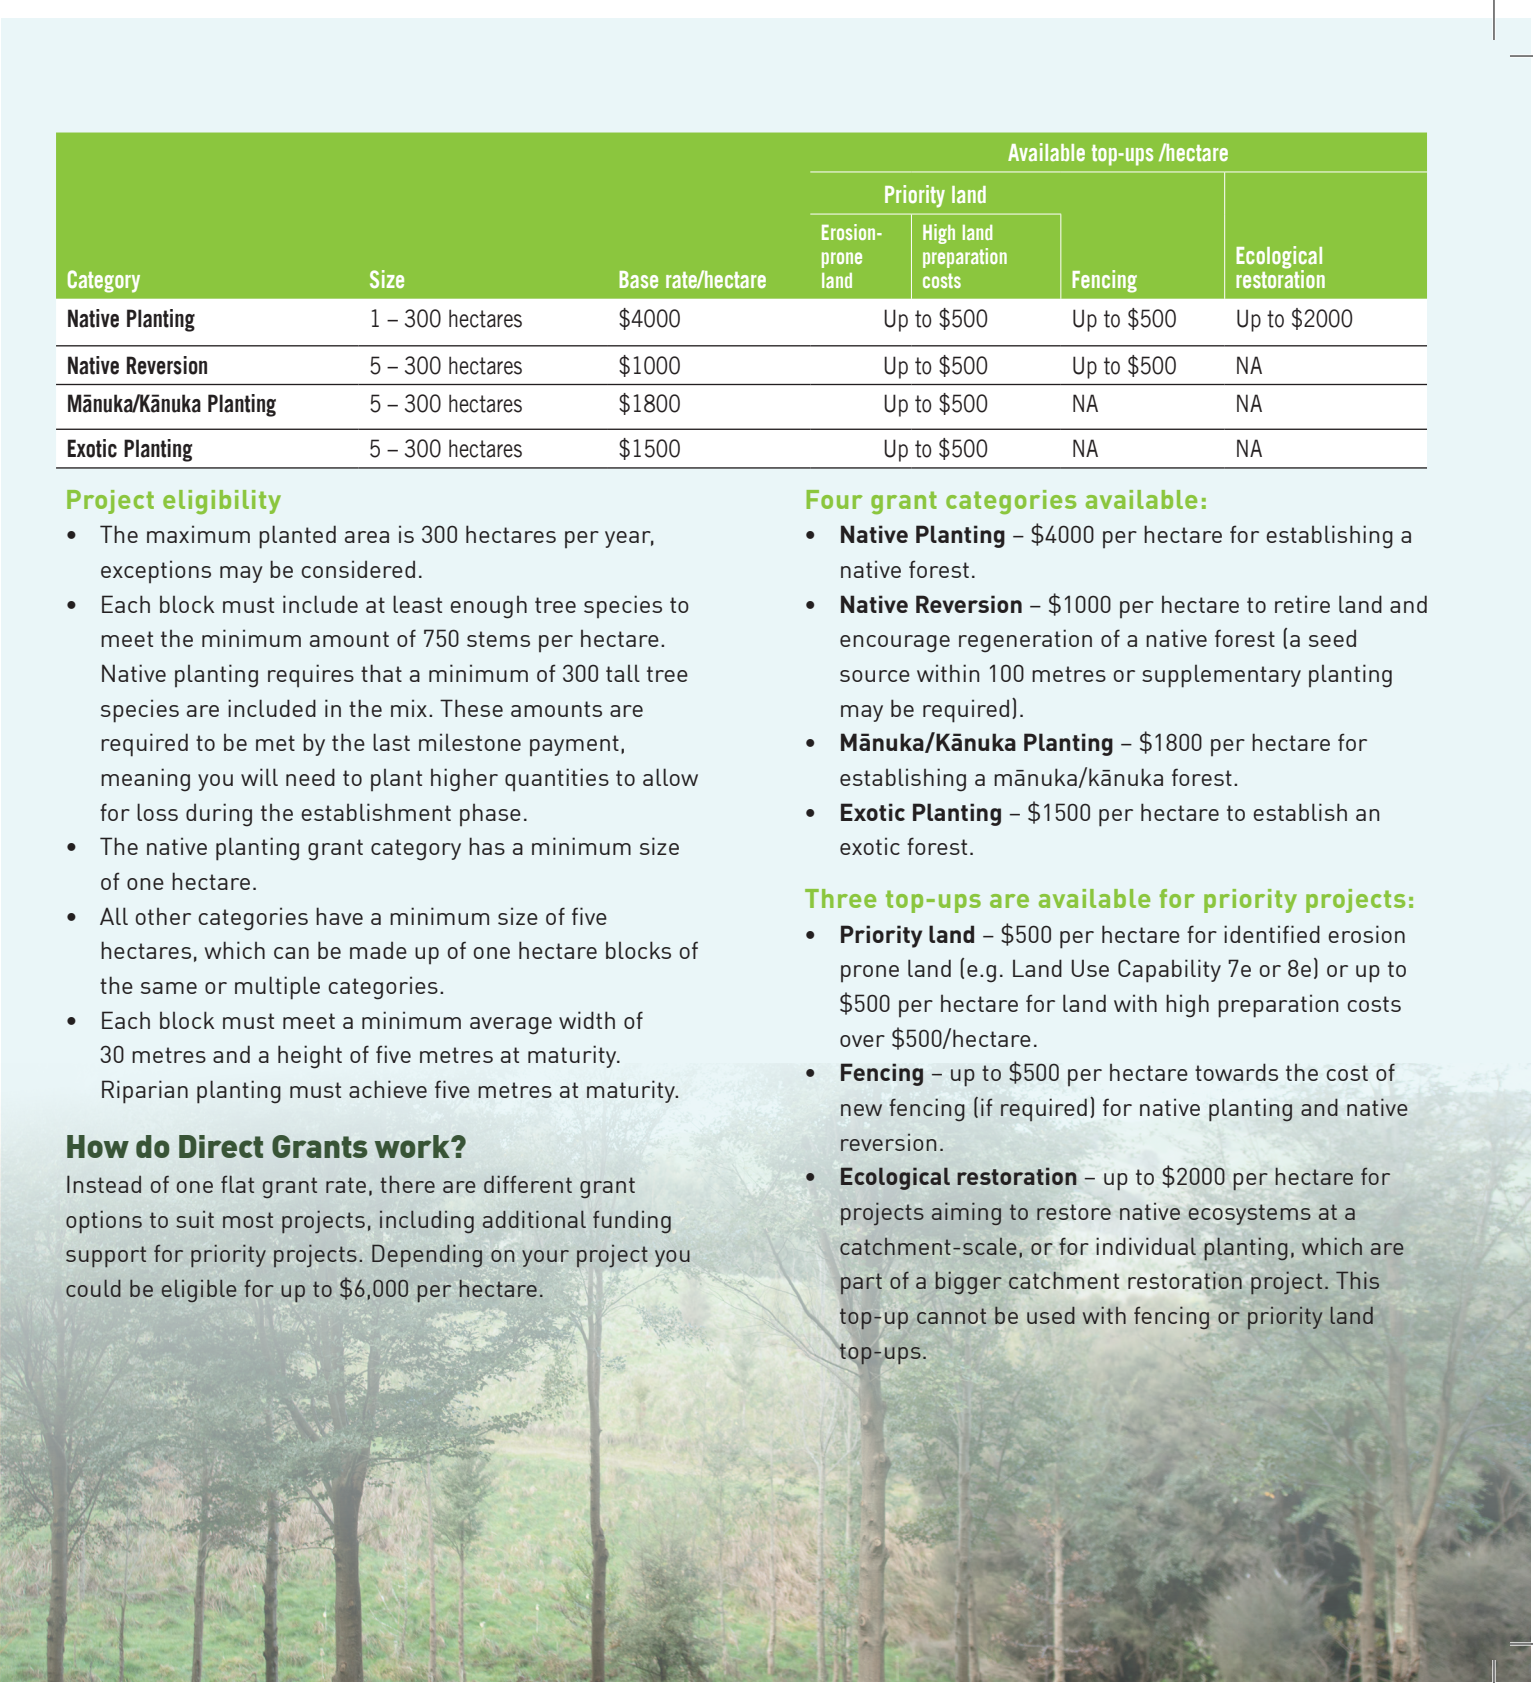 Available top-ups /hectare
Priority land
Category
Size
Base rate/hectare
Erosion-
prone
land
High land
preparation
costs
Fencing
Ecological
restoration
Native Planting 1 – 300 hectares $4000 Up to $500 Up to $500 Up to $2000
Native Reversion 5 – 300 hectares $1000 Up to $500 Up to $500 NA
Mānuka/Kānuka Planting 5 – 300 hectares $1800 Up to $500 NA NA
Exotic Planting 5 – 300 hectares $1500 Up to $500 NA NA
Project eligibility
• The maximum planted area is 300 hectares per year,
exceptions may be considered.
• Each block must include at least enough tree species to
meet the minimum amount of 750 stems per hectare.
Native planting requires that a minimum of 300 tall tree
species are included in the mix. These amounts are
required to be met by the last milestone payment,
meaning you will need to plant higher quantities to allow
for loss during the establishment phase.
• The native planting grant category has a minimum size
of one hectare.
• All other categories have a minimum size of five
hectares, which can be made up of one hectare blocks of
the same or multiple categories.
• Each block must meet a minimum average width of
30 metres and a height of five metres at maturity.
Riparian planting must achieve five metres at maturity.
How do Direct Grants work?
Instead of one flat grant rate, there are different grant
options to suit most projects, including additional funding
support for priority projects. Depending on your project you
could be eligible for up to $6,000 per hectare.
Four grant categories available:
• Native Planting – $4000 per hectare for establishing a
native forest.
• Native Reversion – $1000 per hectare to retire land and
encourage regeneration of a native forest (a seed
source within 100 metres or supplementary planting
may be required).
• Mānuka/Kānuka Planting – $1800 per hectare for
establishing a mānuka/kānuka forest.
• Exotic Planting – $1500 per hectare to establish an
exotic forest.
Three top-ups are available for priority projects:
• Priority land – $500 per hectare for identified erosion
prone land (e.g. Land Use Capability 7e or 8e) or up to
$500 per hectare for land with high preparation costs
over $500/hectare.
• Fencing – up to $500 per hectare towards the cost of
new fencing (if required) for native planting and native
reversion.
• Ecological restoration – up to $2000 per hectare for
projects aiming to restore native ecosystems at a
catchment-scale, or for individual planting, which are
part of a bigger catchment restoration project. This
top-up cannot be used with fencing or priority land
top-ups.